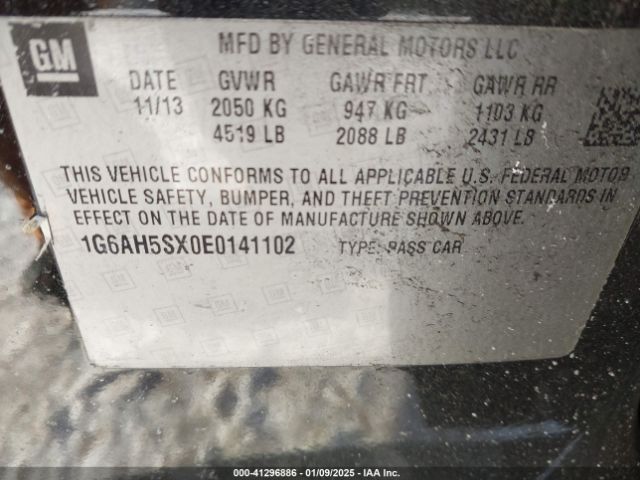 GM
MFD BY GENERAL MOTORS LLC
DATE GVWR GAWR FRT GAWR RR
11/13 2050 KG 947 KG 1103 KG
4519 LB 2088 LB 2431 LB
THIS VEHICLE CONFORMS TO ALL APPLICABLE U.S. FEDERAL MOTOR
VEHICLE SAFETY, BUMPER, AND THEFT PREVENTION STANDARDS IN
EFFECT ON THE DATE OF MANUFACTURE SHOWN ABOVE.
1G6AH5SX0E0141102 TYPE: PASS CAR
000-41296886 | 01/09/2025 - IAA Inc.